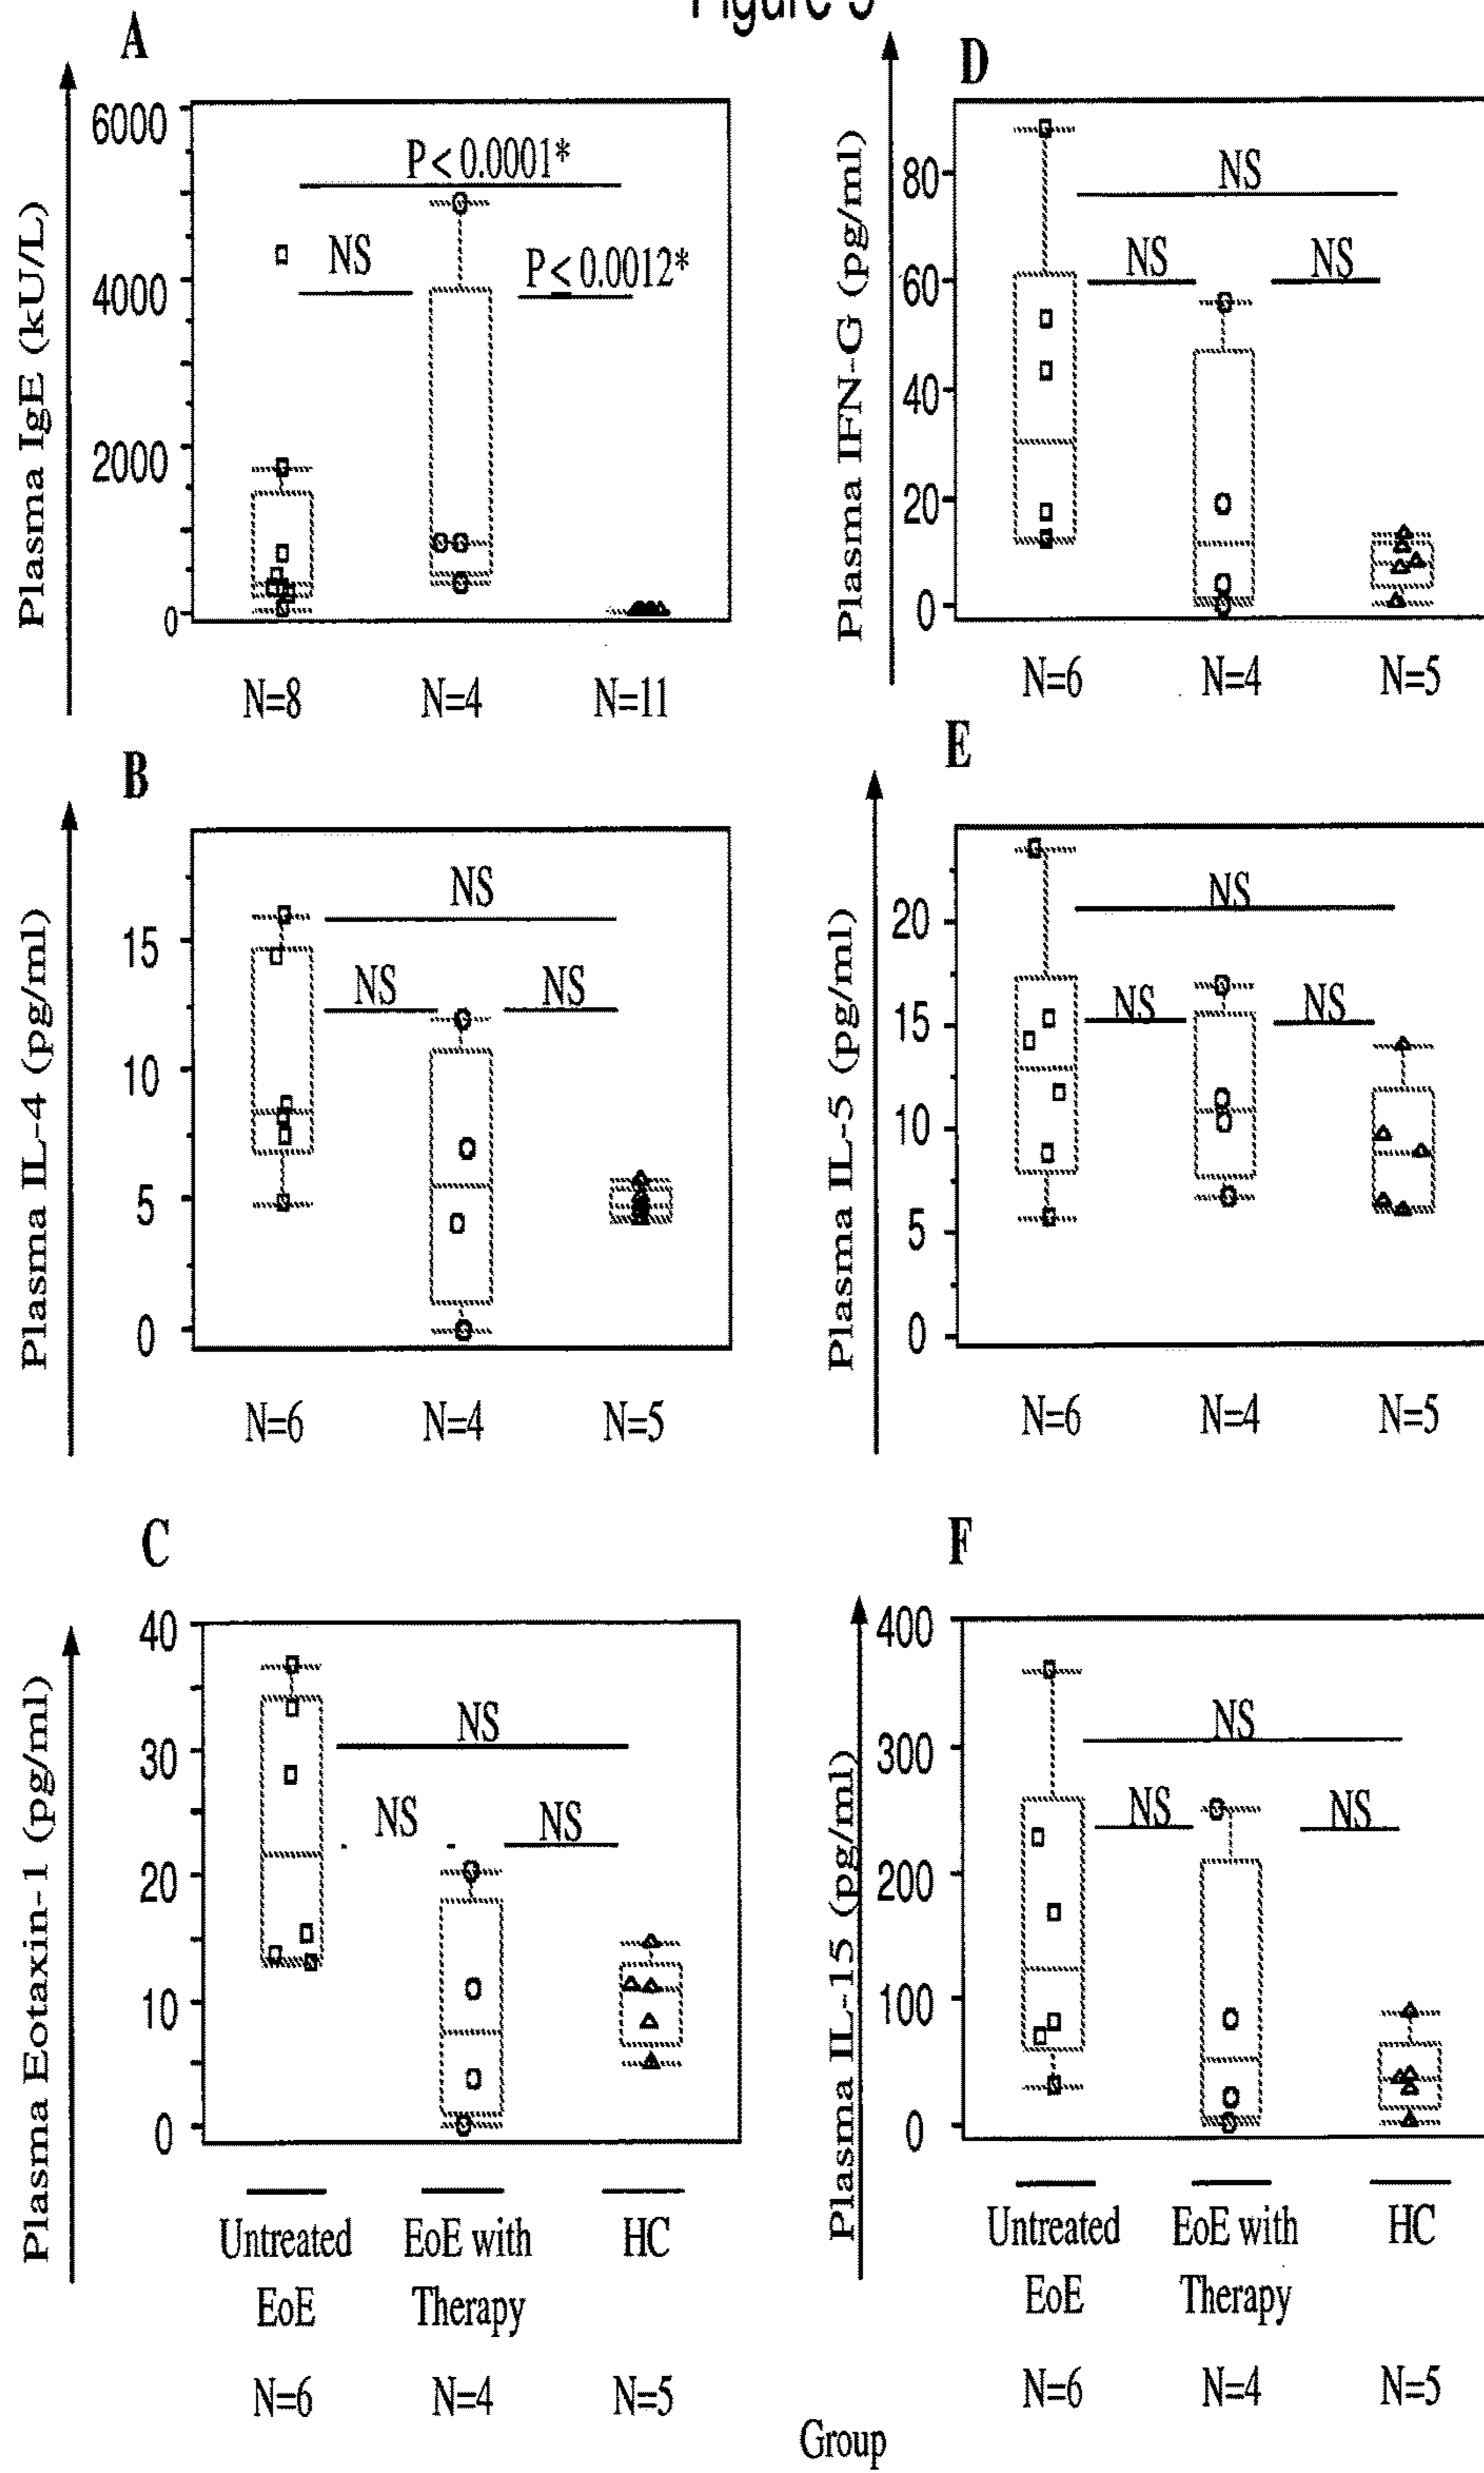 Figure 5
A
Plasma IgE (kU/L)
6000
4000
2000
0
P < 0.0001*
NS
P ≤ 0.0012*
N=8
N=4
N=11
D
Plasma IFN-G (pg/ml)
80
60
40
20
0
NS
NS
NS
N=6
N=4
N=5
B
Plasma IL-4 (pg/ml)
15
10
5
0
NS
NS
NS
N=6
N=4
N=5
E
Plasma IL-5 (pg/ml)
20
15
10
5
0
NS
NS
NS
N=6
N=4
N=5
C
Plasma Eotaxin-1 (pg/ml)
40
30
20
10
0
NS
NS
NS
Untreated
EoE
EoE with
Therapy
HC
N=6
N=4
N=5
F
Plasma IL-15 (pg/ml)
400
300
200
100
0
NS
NS
NS
Untreated
EoE
EoE with
Therapy
HC
N=6
N=4
N=5
Group